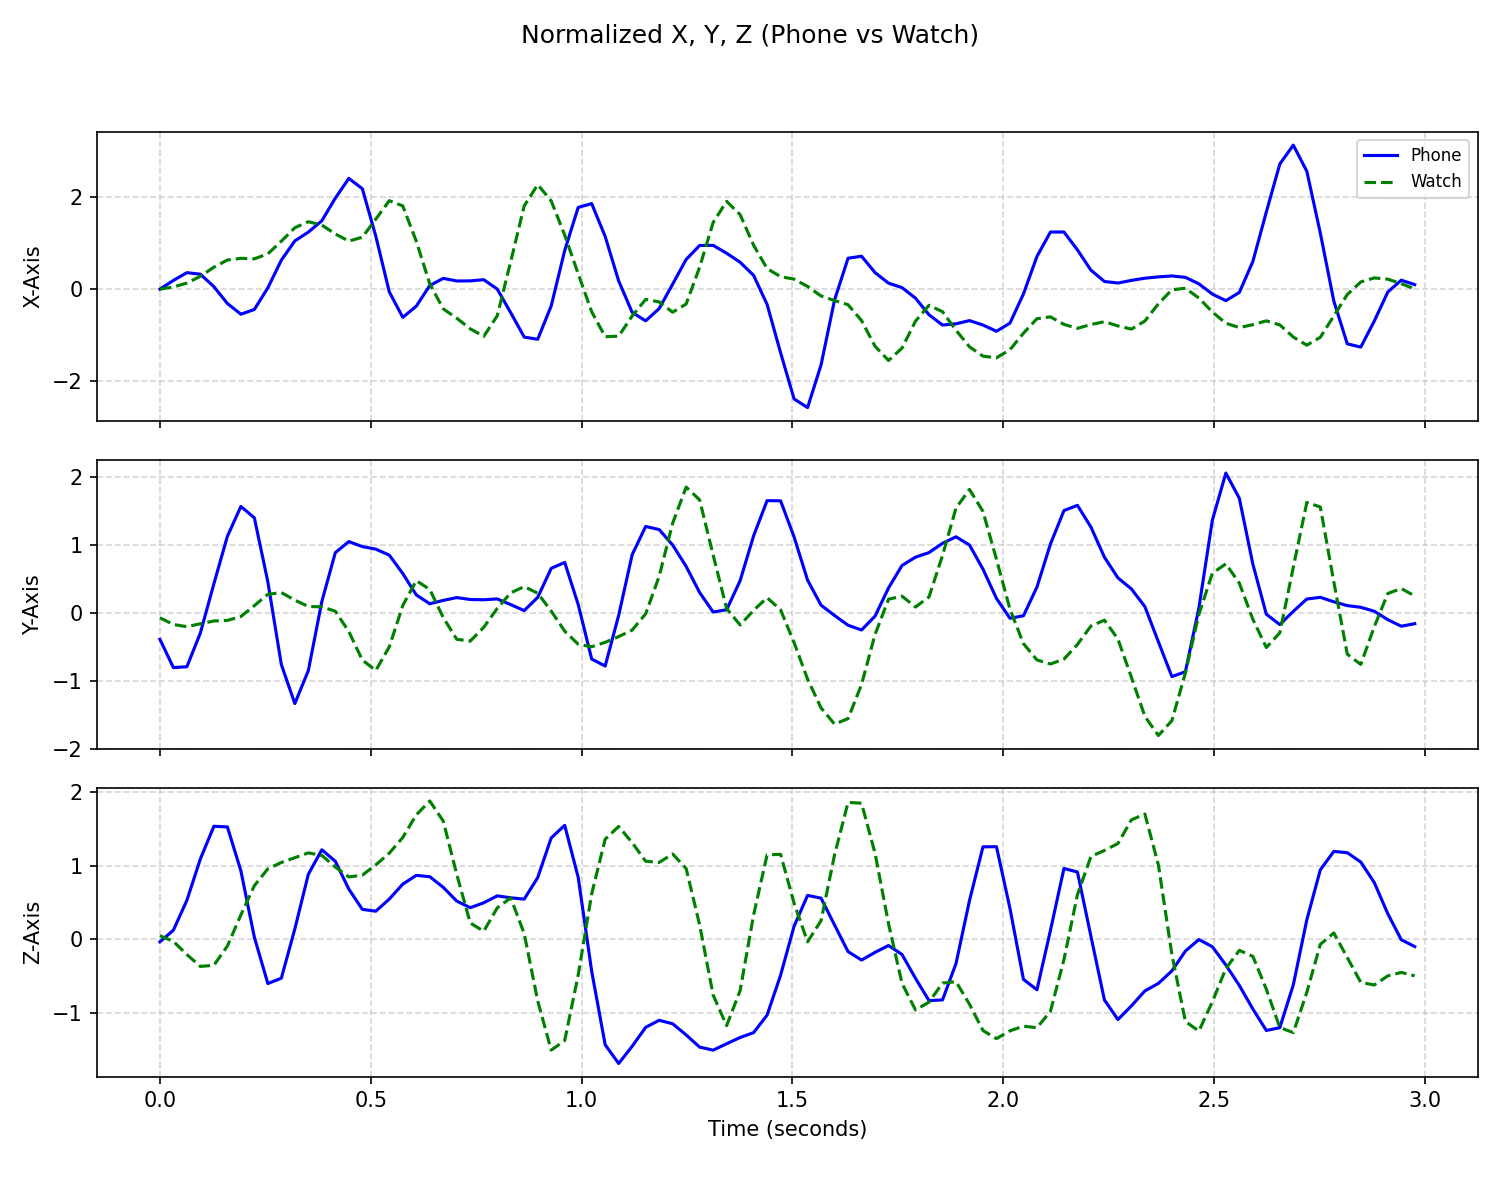 Normalized X, Y, Z (Phone vs Watch)
X-Axis
2
0
−2
Phone
Watch
Y-Axis
2
1
0
−1
−2
Z-Axis
2
1
0
−1
0.0 0.5 1.0 1.5 2.0 2.5 3.0
Time (seconds)